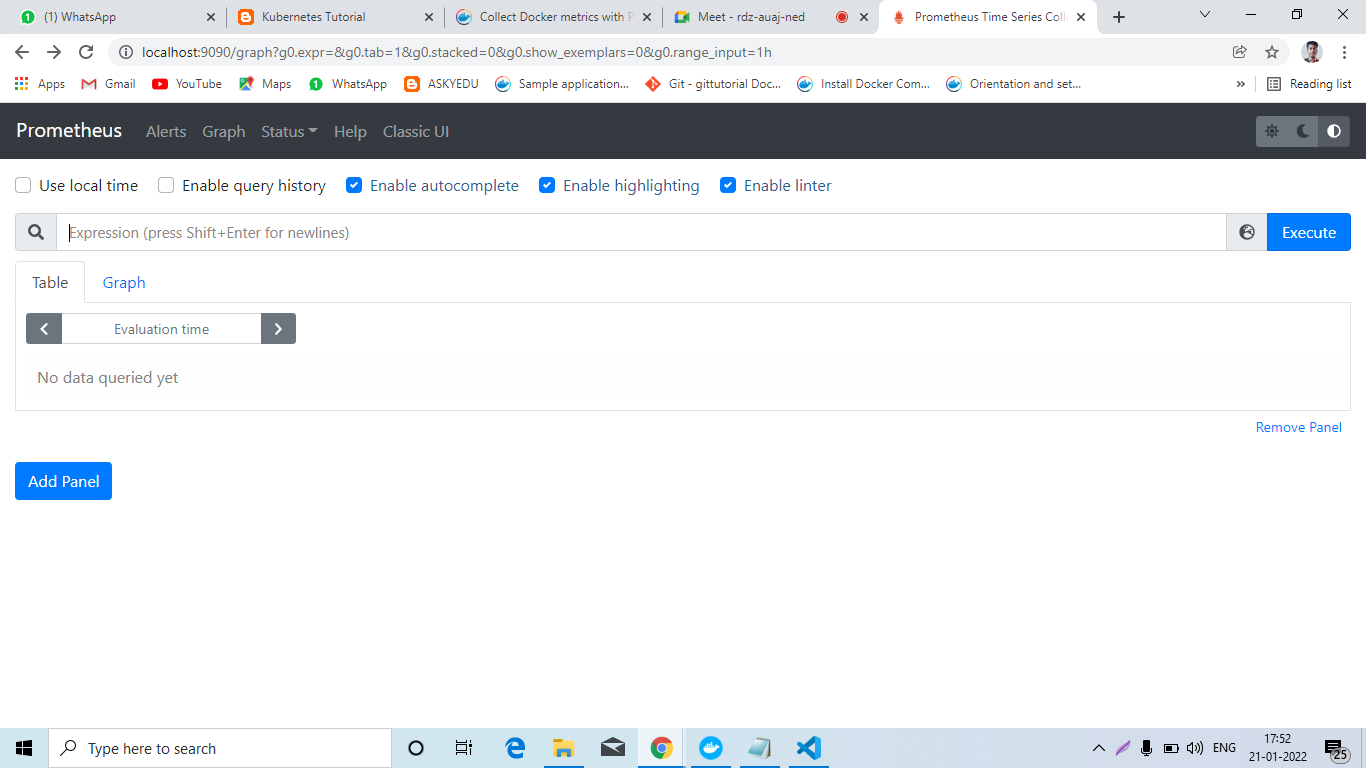 (1) WhatsApp
Kubernetes Tutorial
Collect Docker metrics with P
Meet - rdz-auaj-ned
Prometheus Time Series Coll
localhost:9090/graph?g0.expr=&g0.tab=1&g0.stacked=0&g0.show_exemplars=0&g0.range_input=1h
Apps
Gmail
YouTube
Maps
WhatsApp
ASKYEDU
Sample application...
Git - gittutorial Doc...
Install Docker Com...
Orientation and set...
»
Reading list
Prometheus
Alerts
Graph
Status
Help
Classic UI
Use local time
Enable query history
Enable autocomplete
Enable highlighting
Enable linter
Expression (press Shift+Enter for newlines)
Execute
Table
Graph
Evaluation time
No data queried yet
Remove Panel
Add Panel
Type here to search
ENG
17:52
21-01-2022
25